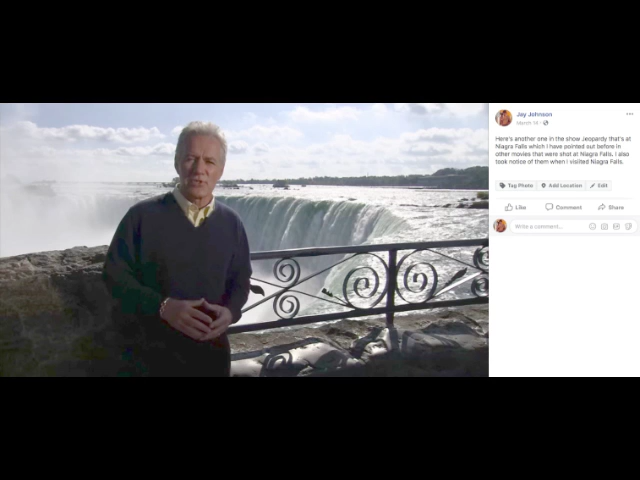 Jay Johnson
March 14
Here's another one in the show Jeopardy that's at
Niagra Falls which I have pointed out before in
other movies that were shot at Niagra Falls. I also
took notice of them when I visited Niagra Falls.
Tag Photo
Add Location
Edit
Like
Comment
Share
Write a comment...